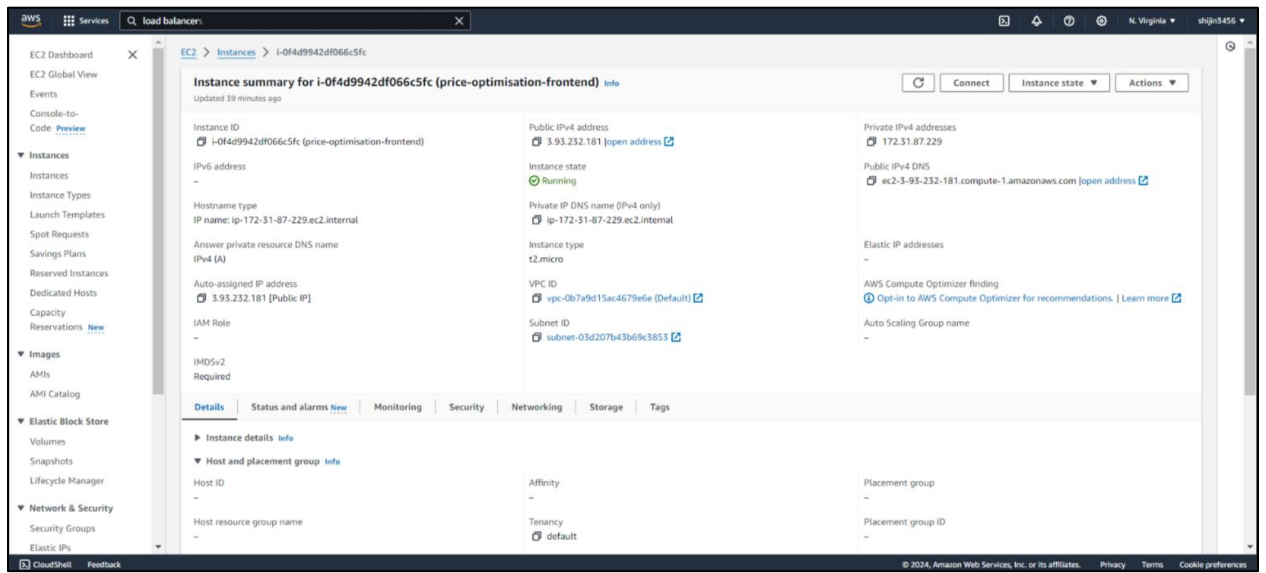 aws Services load balancers N. Virginia ▼ shijin3456 ▼
EC2 Dashboard
EC2 Global View
Events
Console-to-
Code Preview
▼ Instances
Instances
Instance Types
Launch Templates
Spot Requests
Savings Plans
Reserved Instances
Dedicated Hosts
Capacity
Reservations New
▼ Images
AMIs
AMI Catalog
▼ Elastic Block Store
Volumes
Snapshots
Lifecycle Manager
▼ Network & Security
Security Groups
Elastic IPs
EC2 > Instances > i-0f4d9942df066c5fc
Instance summary for i-0f4d9942df066c5fc (price-optimisation-frontend) Info
Updated 39 minutes ago
Connect Instance state ▼ Actions ▼
Instance ID
i-0f4d9942df066c5fc (price-optimisation-frontend)
Public IPv4 address
3.93.232.181 |open address
Private IPv4 addresses
172.31.87.229
IPv6 address
–
Instance state
Running
Public IPv4 DNS
ec2-3-93-232-181.compute-1.amazonaws.com |open address
Hostname type
IP name: ip-172-31-87-229.ec2.internal
Private IP DNS name (IPv4 only)
ip-172-31-87-229.ec2.internal
Answer private resource DNS name
IPv4 (A)
Instance type
t2.micro
Elastic IP addresses
–
Auto-assigned IP address
3.93.232.181 [Public IP]
VPC ID
vpc-0b7a9d15ac4679e6e (Default)
AWS Compute Optimizer finding
Opt-in to AWS Compute Optimizer for recommendations. | Learn more
IAM Role
–
Subnet ID
subnet-03d207b43b69c3853
Auto Scaling Group name
–
IMDSv2
Required
Details Status and alarms New Monitoring Security Networking Storage Tags
▶ Instance details Info
▼ Host and placement group Info
Host ID
–
Affinity
–
Placement group
–
Host resource group name
–
Tenancy
default
Placement group ID
–
CloudShell Feedback © 2024, Amazon Web Services, Inc. or its affiliates. Privacy Terms Cookie preferences